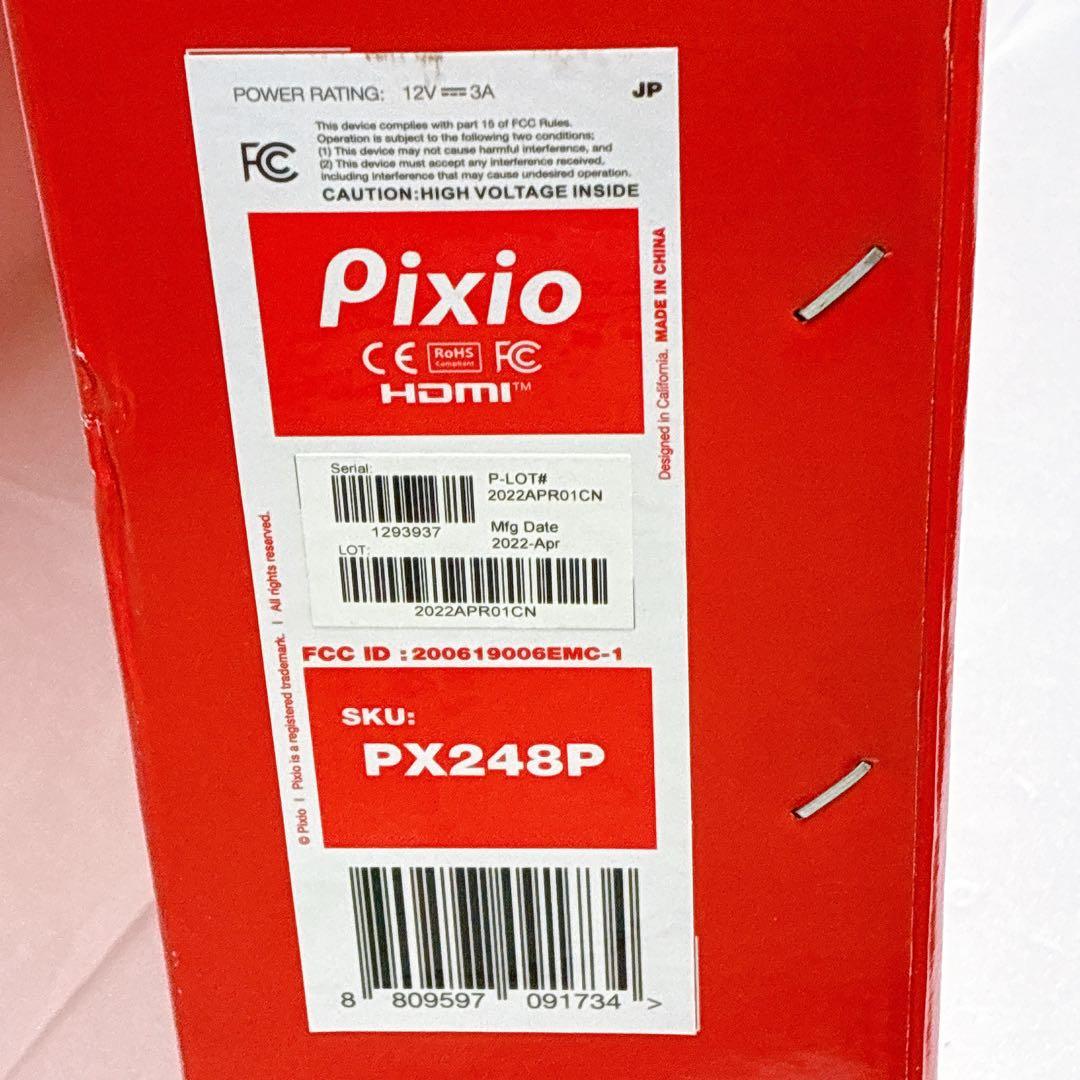 POWER RATING: 12V 3A
JP
FC
This device complies with part 15 of FCC Rules.
Operation is subject to the following two conditions:
(1) This device may not cause harmful interference, and
(2) This device must accept any interference received,
including interference that may cause undesired operation.
CAUTION:HIGH VOLTAGE INSIDE
Pixio
CE RoHS Compliant FC
HDMI™
Designed in California. MADE IN CHINA
Serial:
1293937
P-LOT#
2022APR01CN
Mfg Date
2022-Apr
LOT:
2022APR01CN
© Pixio | Pixio is a registered trademark. | All rights reserved.
FCC ID :200619006EMC-1
SKU:
PX248P
8 809597 091734 >